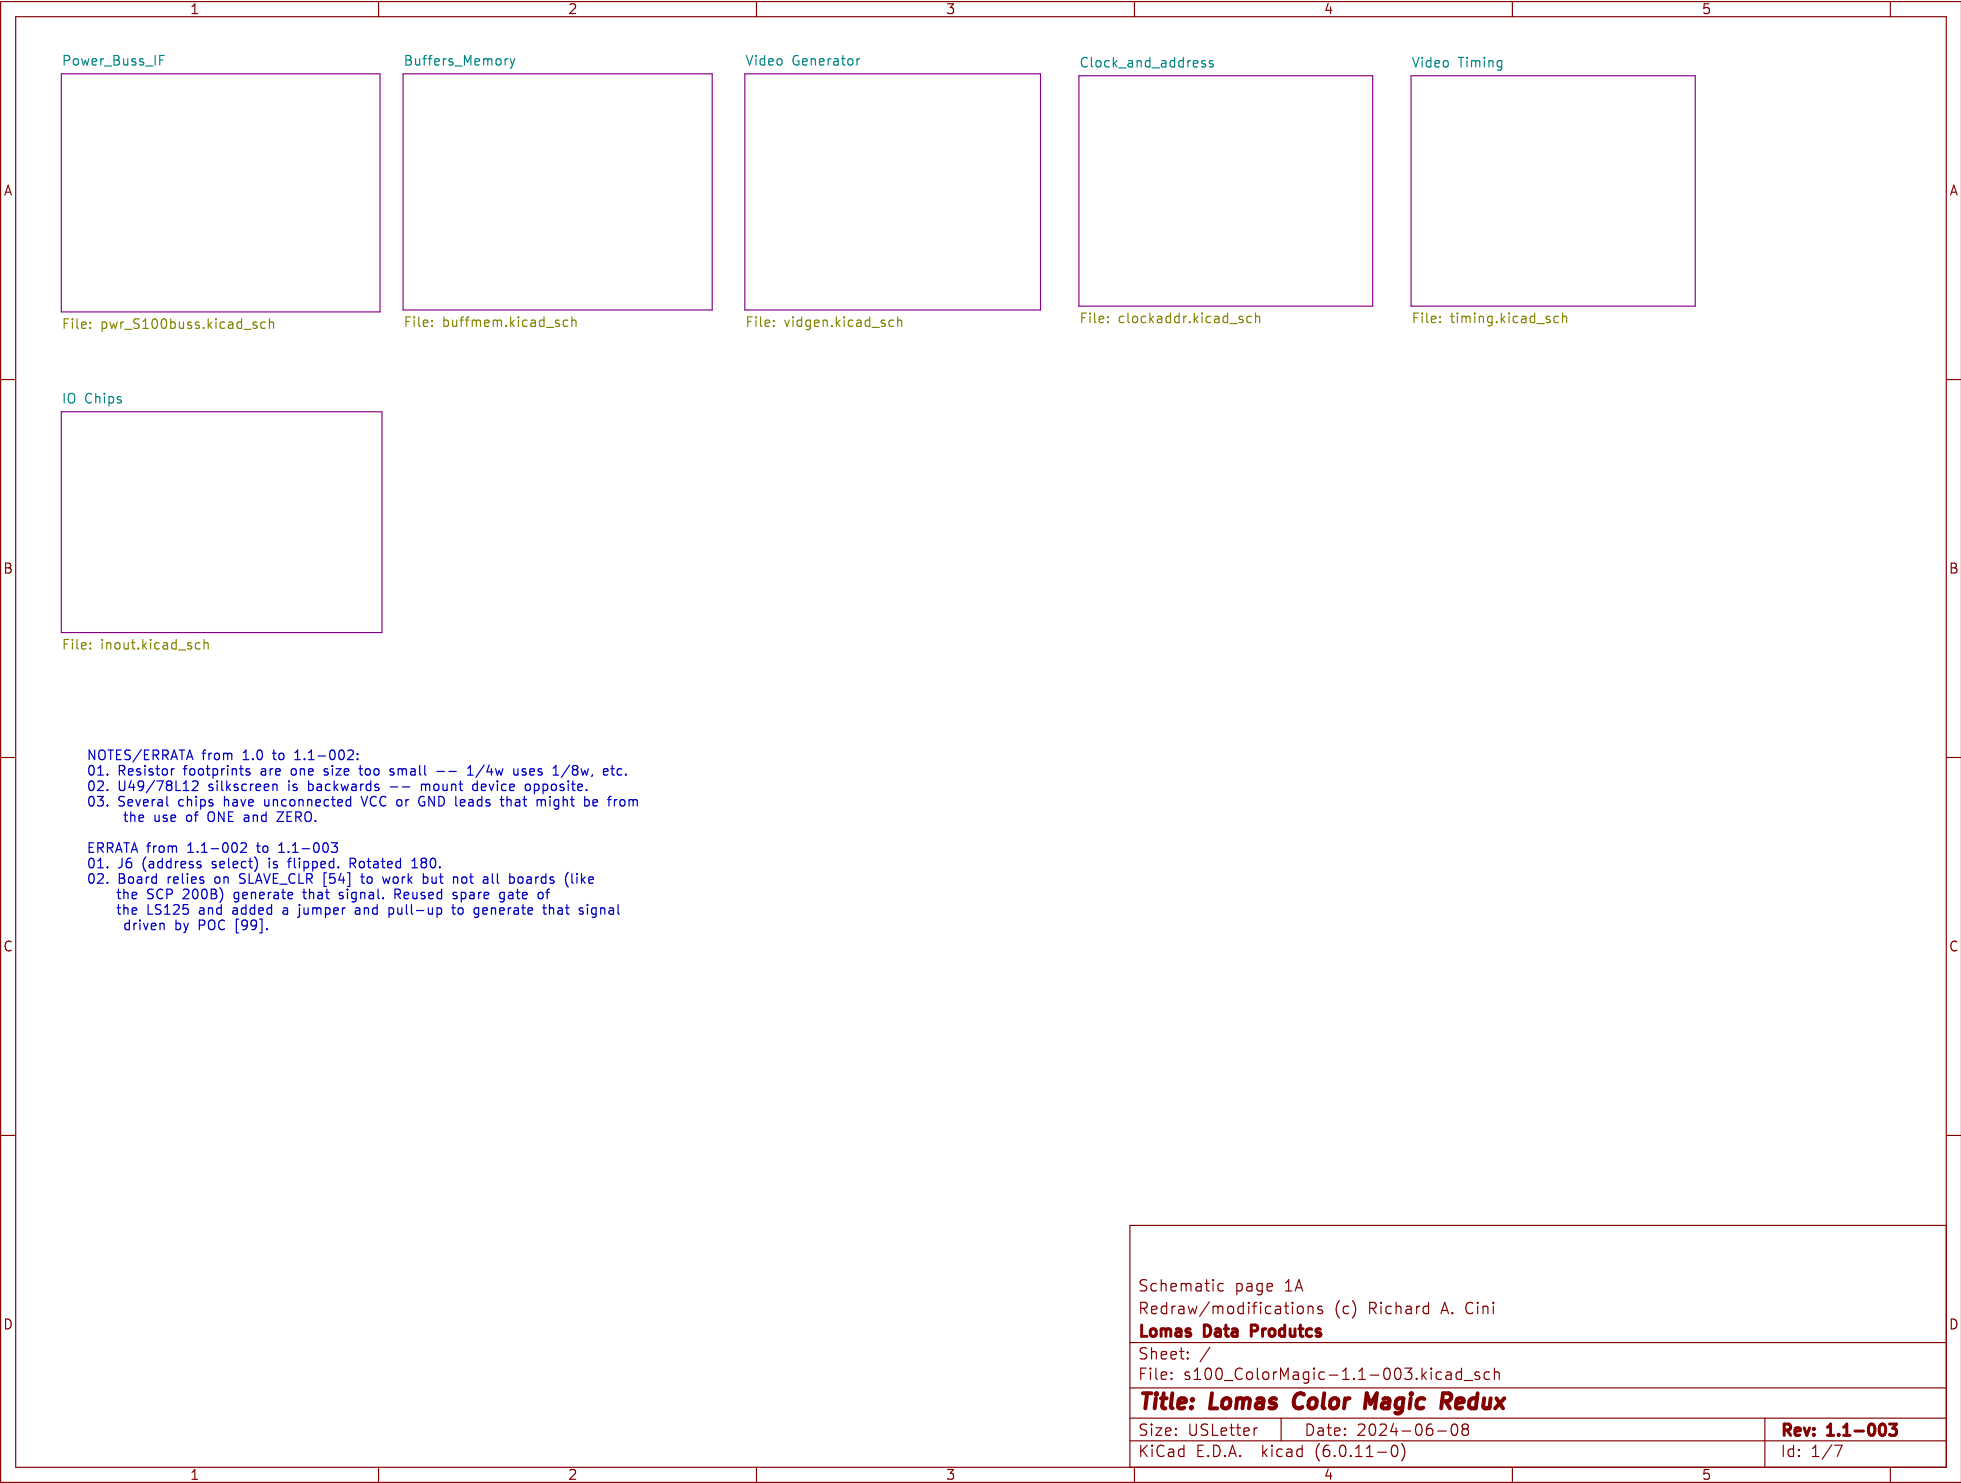 1 2 3 4 5
Power_Buss_IF Buffers_Memory Video Generator Clock_and_address Video Timing
A A
File: pwr_S100buss.kicad_sch File: buffmem.kicad_sch File: vidgen.kicad_sch File: clockaddr.kicad_sch File: timing.kicad_sch
IO Chips
B B
File: inout.kicad_sch
NOTES/ERRATA from 1.0 to 1.1-002:
01. Resistor footprints are one size too small -- 1/4w uses 1/8w, etc.
02. U49/78L12 silkscreen is backwards -- mount device opposite.
03. Several chips have unconnected VCC or GND leads that might be from
the use of ONE and ZERO.
ERRATA from 1.1-002 to 1.1-003
01. J6 (address select) is flipped. Rotated 180.
02. Board relies on SLAVE_CLR [54] to work but not all boards (like
the SCP 200B) generate that signal. Reused spare gate of
the LS125 and added a jumper and pull-up to generate that signal
driven by POC [99].
C C
Schematic page 1A
Redraw/modifications (c) Richard A. Cini
D D
Lomas Data Produtcs
Sheet: /
File: s100_ColorMagic-1.1-003.kicad_sch
Title: Lomas Color Magic Redux
Size: USLetter Date: 2024-06-08 Rev: 1.1-003
KiCad E.D.A. kicad (6.0.11-0) Id: 1/7
1 2 3 4 5